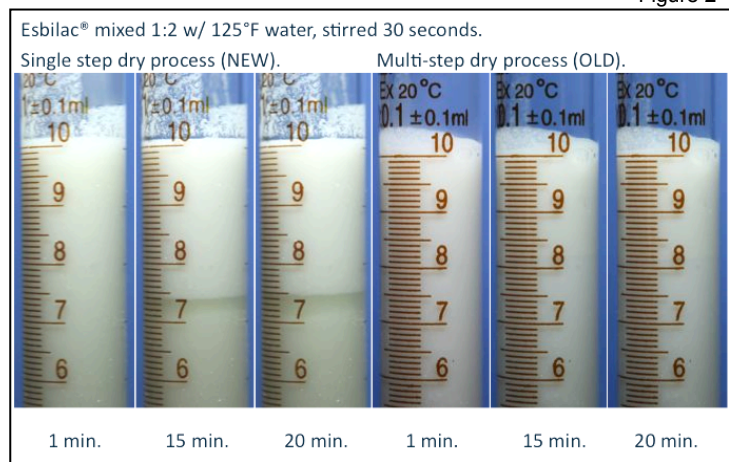 Esbilac® mixed 1:2 w/ 125°F water, stirred 30 seconds.
Single step dry process (NEW).
Multi-step dry process (OLD).
20°C
±0.1ml
10
9
8
7
6
20°C
1±0.1ml
10
9
8
7
6
20°C
±0.1ml
10
9
8
7
6
Ex 20°C
0.1 ±0.1ml
10
9
8
7
6
Ex 20°C
0.1 ±0.1ml
10
9
8
7
6
Ex 20°C
0.1 ±0.1ml
10
9
8
7
6
1 min.
15 min.
20 min.
1 min.
15 min.
20 min.